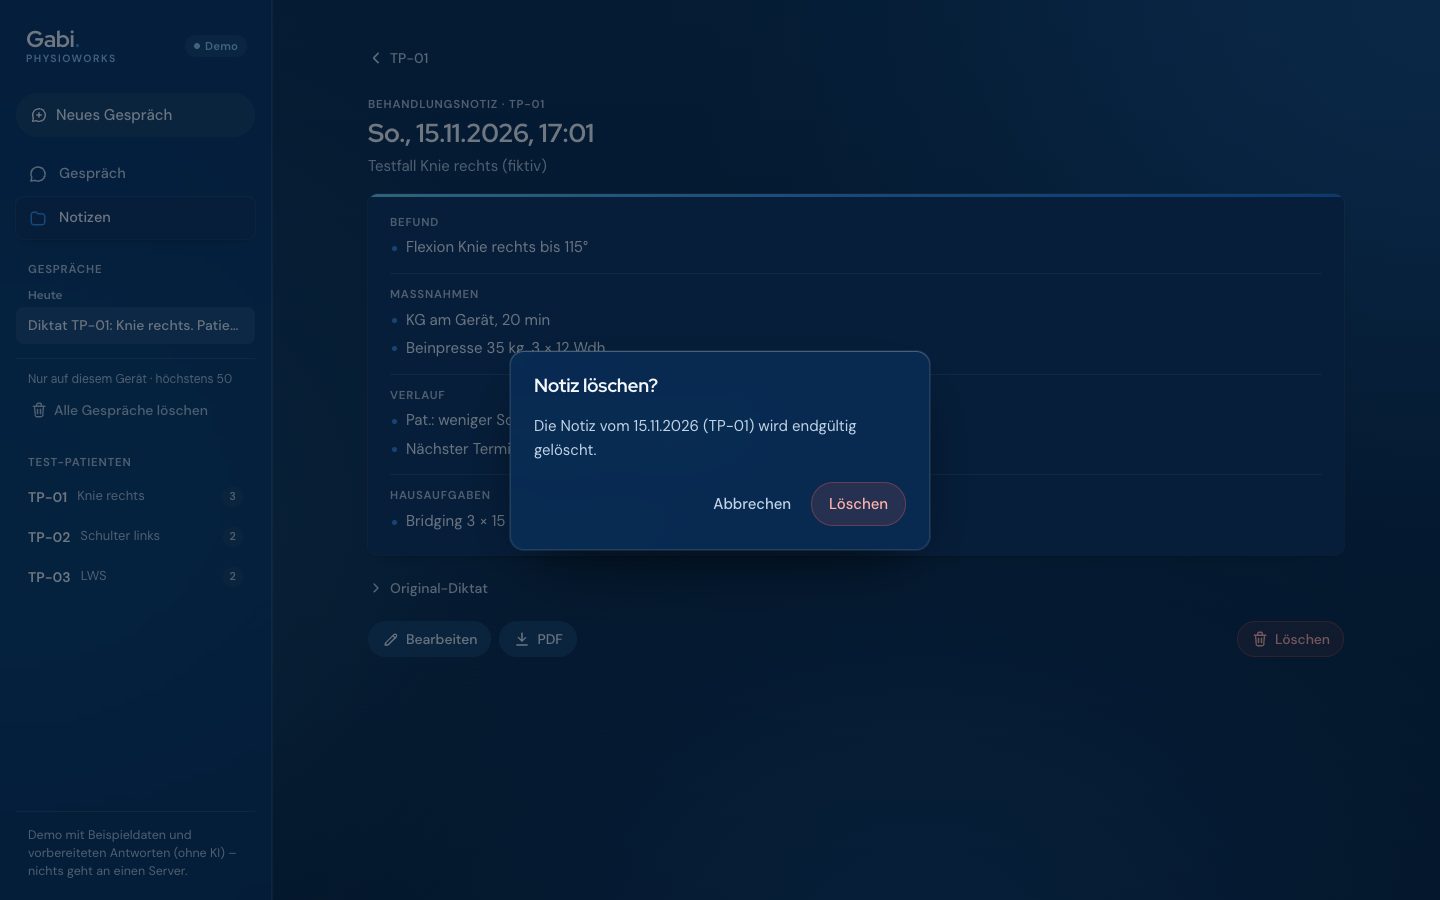 Gabi.
PHYSIOWORKS
Demo
Neues Gespräch
Gespräch
Notizen
GESPRÄCHE
Heute
Diktat TP-01: Knie rechts. Patie…
Nur auf diesem Gerät · höchstens 50
Alle Gespräche löschen
TEST-PATIENTEN
TP-01 Knie rechts 3
TP-02 Schulter links 2
TP-03 LWS 2
Demo mit Beispieldaten und
vorbereiteten Antworten (ohne KI) –
nichts geht an einen Server.
TP-01
BEHANDLUNGSNOTIZ · TP-01
So., 15.11.2026, 17:01
Testfall Knie rechts (fiktiv)
BEFUND
Flexion Knie rechts bis 115°
MASSNAHMEN
KG am Gerät, 20 min
Beinpresse 35 kg, 3 × 12 Wdh
VERLAUF
Pat.: weniger
Nächster
HAUSAUFGABEN
Bridging 3 × 15
Notiz löschen?
Die Notiz vom 15.11.2026 (TP-01) wird endgültig
gelöscht.
Abbrechen
Löschen
Original-Diktat
Bearbeiten
PDF
Löschen